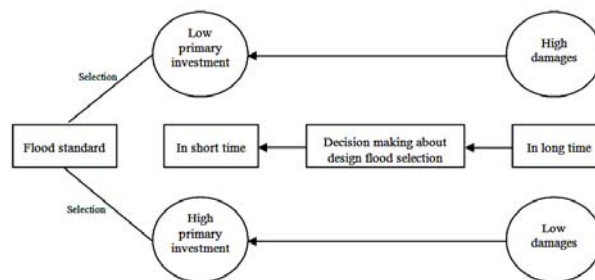 Low
primary
investment
High
damages
Selection
Flood standard
In short time
Decision making about
design flood selection
In long time
Selection
High
primary
investment
Low
damages